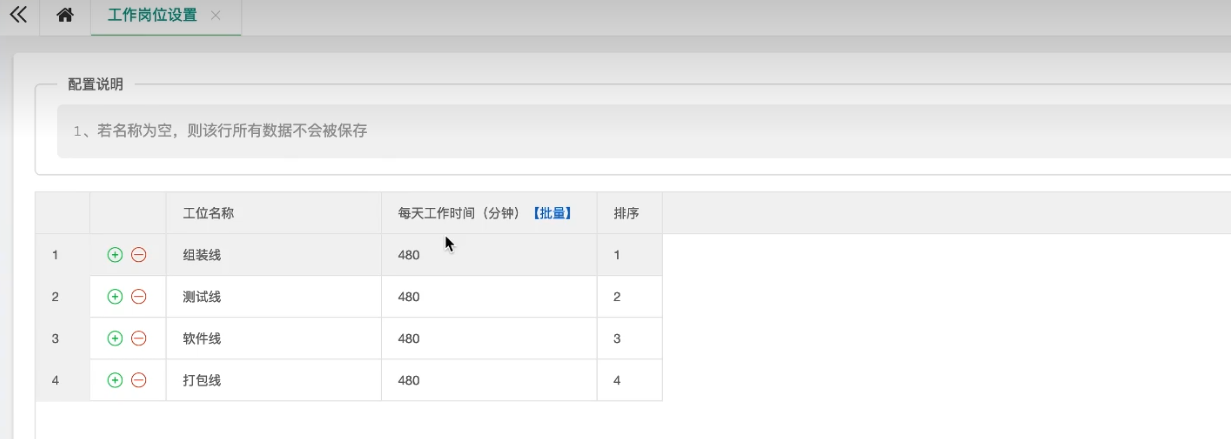 工作岗位设置
配置说明
1、若名称为空，则该行所有数据不会被保存
工位名称 每天工作时间（分钟）【批量】 排序
1 组装线 480 1
2 测试线 480 2
3 软件线 480 3
4 打包线 480 4